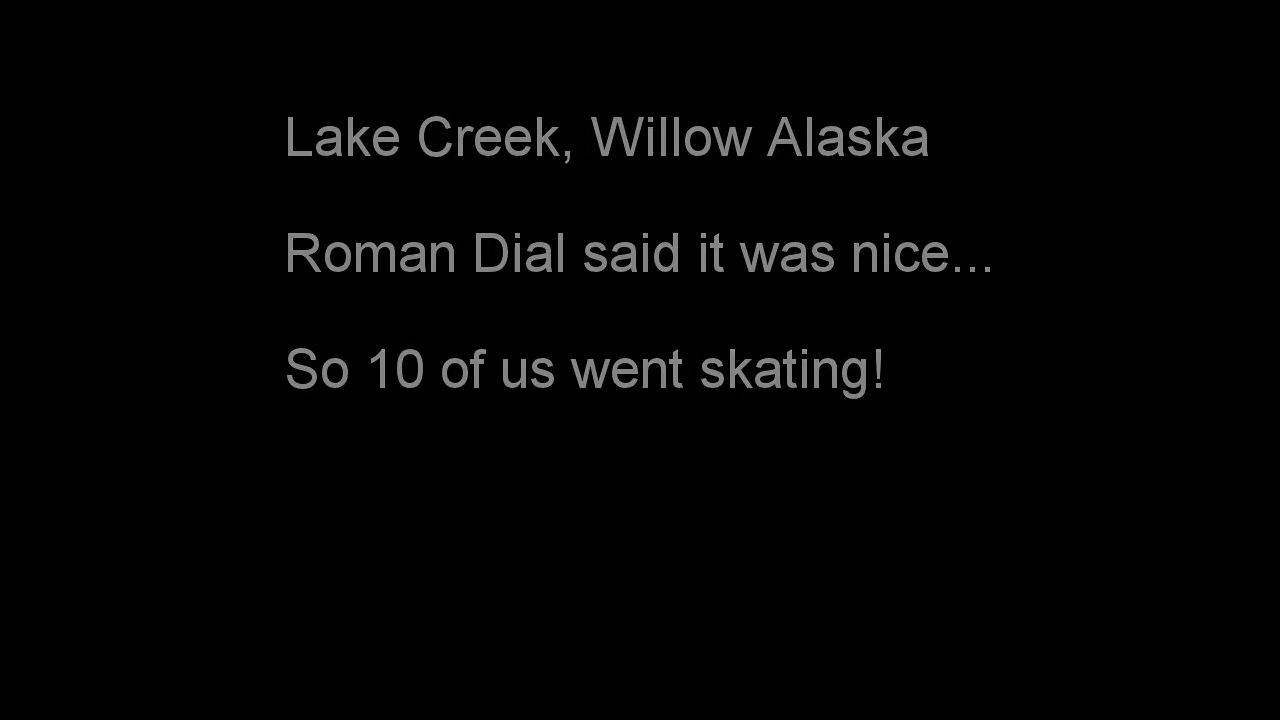 Lake Creek, Willow Alaska
Roman Dial said it was nice...
So 10 of us went skating!